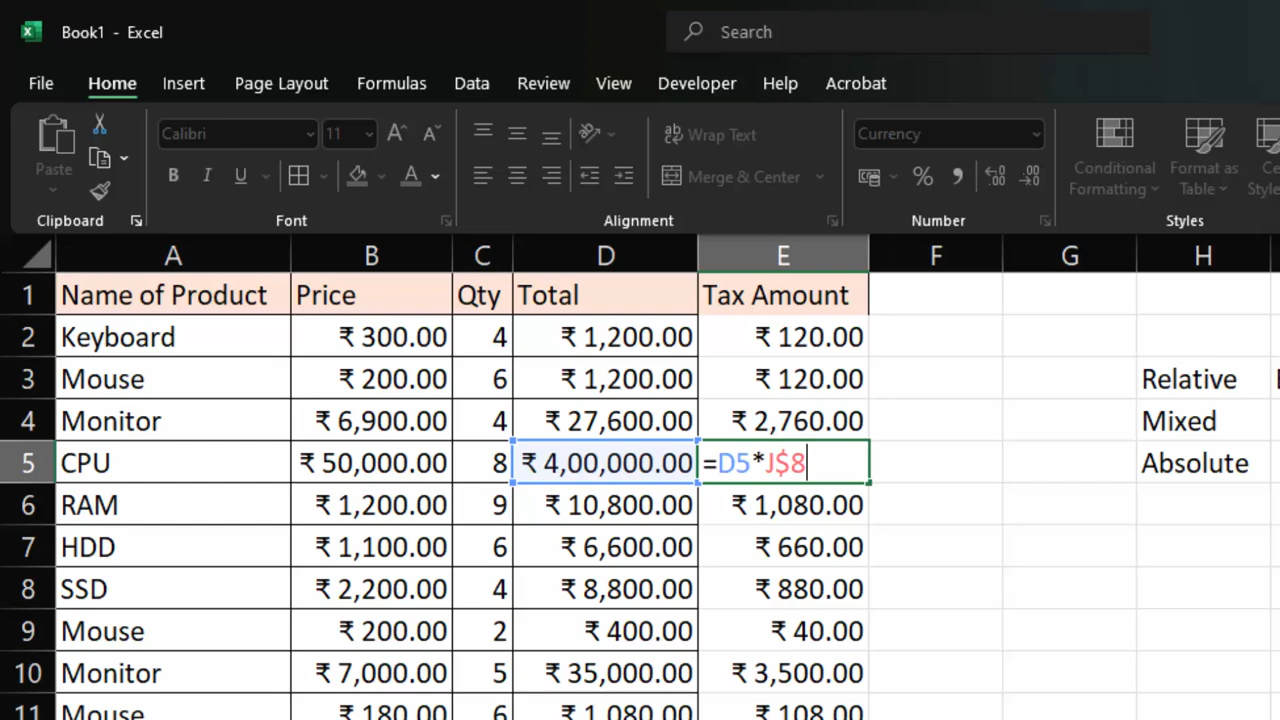 Book1 - Excel
Search
File Home Insert Page Layout Formulas Data Review View Developer Help Acrobat
Calibri 11
Wrap Text
Currency
Paste
B I U
Merge & Center
Conditional Formatting
Format as Table
Clipboard Font Alignment Number Styles
A B C D E F G H
1 Name of Product Price Qty Total Tax Amount
2 Keyboard ₹ 300.00 4 ₹ 1,200.00 ₹ 120.00
3 Mouse ₹ 200.00 6 ₹ 1,200.00 ₹ 120.00 Relative
4 Monitor ₹ 6,900.00 4 ₹ 27,600.00 ₹ 2,760.00 Mixed
5 CPU ₹ 50,000.00 8 ₹ 4,00,000.00 =D5*J$8 Absolute
6 RAM ₹ 1,200.00 9 ₹ 10,800.00 ₹ 1,080.00
7 HDD ₹ 1,100.00 6 ₹ 6,600.00 ₹ 660.00
8 SSD ₹ 2,200.00 4 ₹ 8,800.00 ₹ 880.00
9 Mouse ₹ 200.00 2 ₹ 400.00 ₹ 40.00
10 Monitor ₹ 7,000.00 5 ₹ 35,000.00 ₹ 3,500.00
11 Mouse ₹ 180.00 6 ₹ 1,080.00 ₹ 108.00